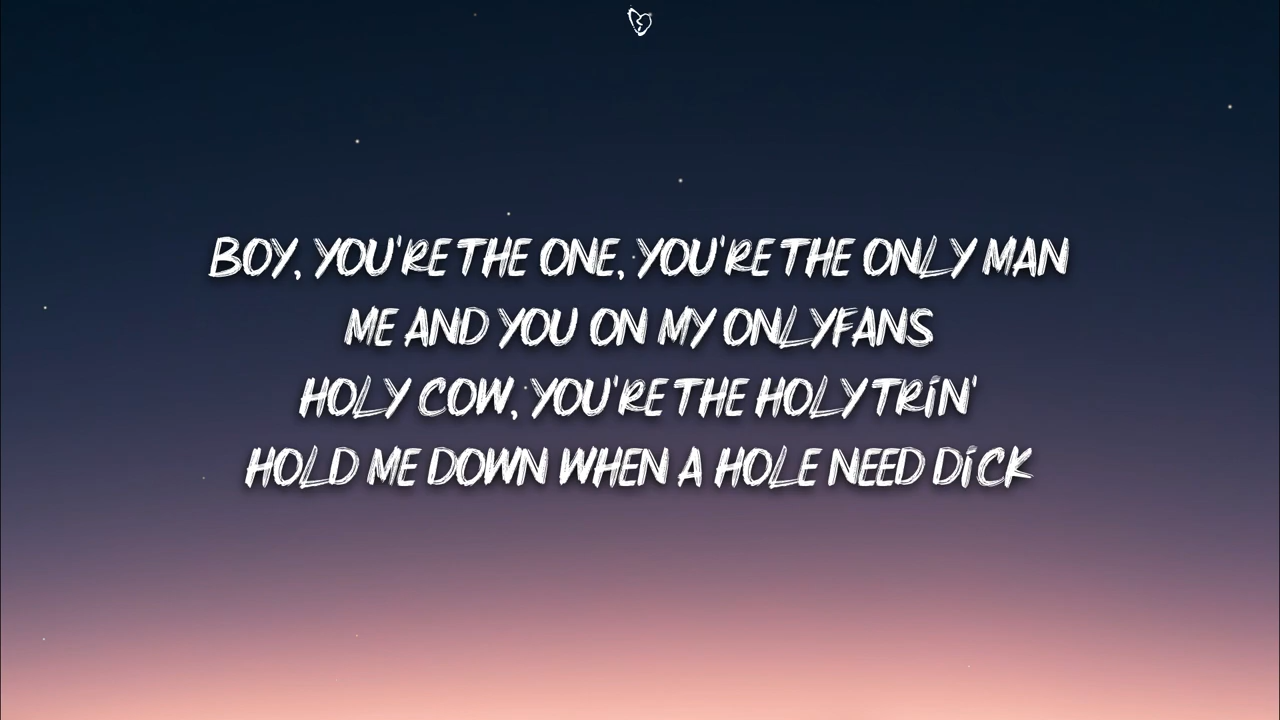 BOY, YOU'RE THE ONE, YOU'RE THE ONLY MAN
ME AND YOU ON MY ONLYFANS
HOLY COW, YOU'RE THE HOLY TRIN'
HOLD ME DOWN WHEN A HOLE NEED DICK